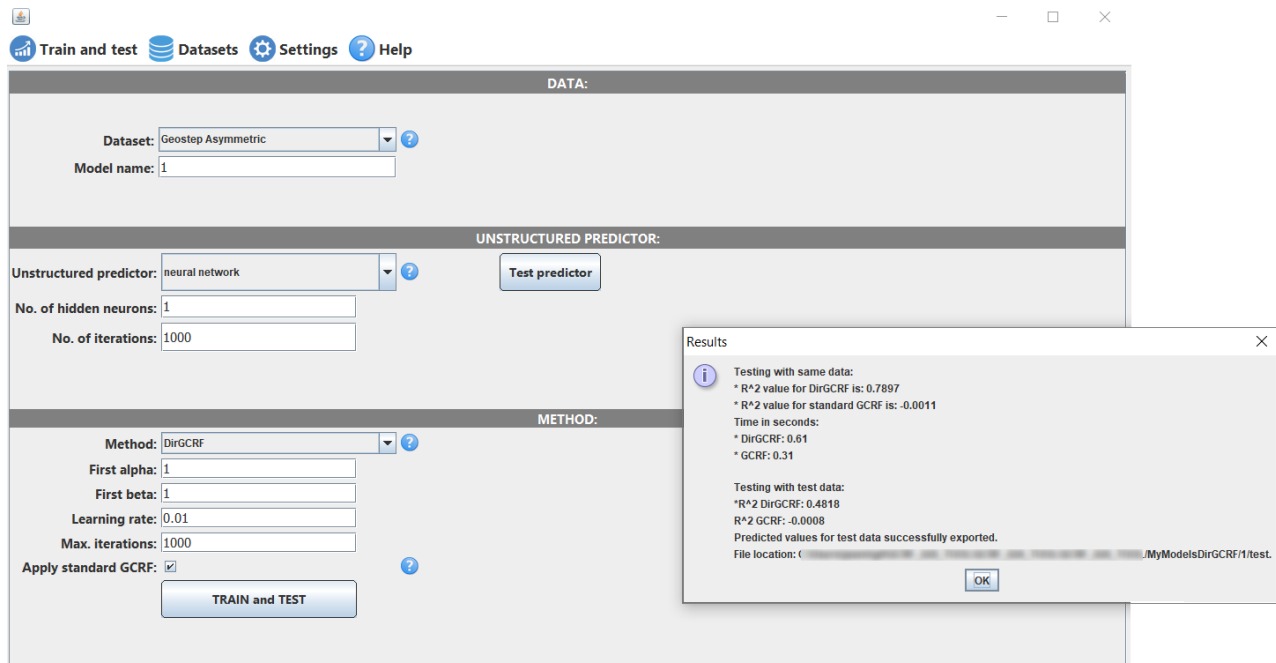 Train and test Datasets Settings ? Help
DATA:
Dataset: Geostep Asymmetric ?
Model name: 1
UNSTRUCTURED PREDICTOR:
Unstructured predictor: neural network ? Test predictor
No. of hidden neurons: 1
No. of iterations: 1000
METHOD:
Method: DirGCRF ?
First alpha: 1
First beta: 1
Learning rate: 0.01
Max. iterations: 1000
Apply standard GCRF: ?
TRAIN and TEST
Results
i
Testing with same data:
* R^2 value for DirGCRF is: 0.7897
* R^2 value for standard GCRF is: -0.0011
Time in seconds:
* DirGCRF: 0.61
* GCRF: 0.31
Testing with test data:
*R^2 DirGCRF: 0.4818
R^2 GCRF: -0.0008
Predicted values for test data successfully exported.
File location: /MyModelsDirGCRF/1/test.
OK